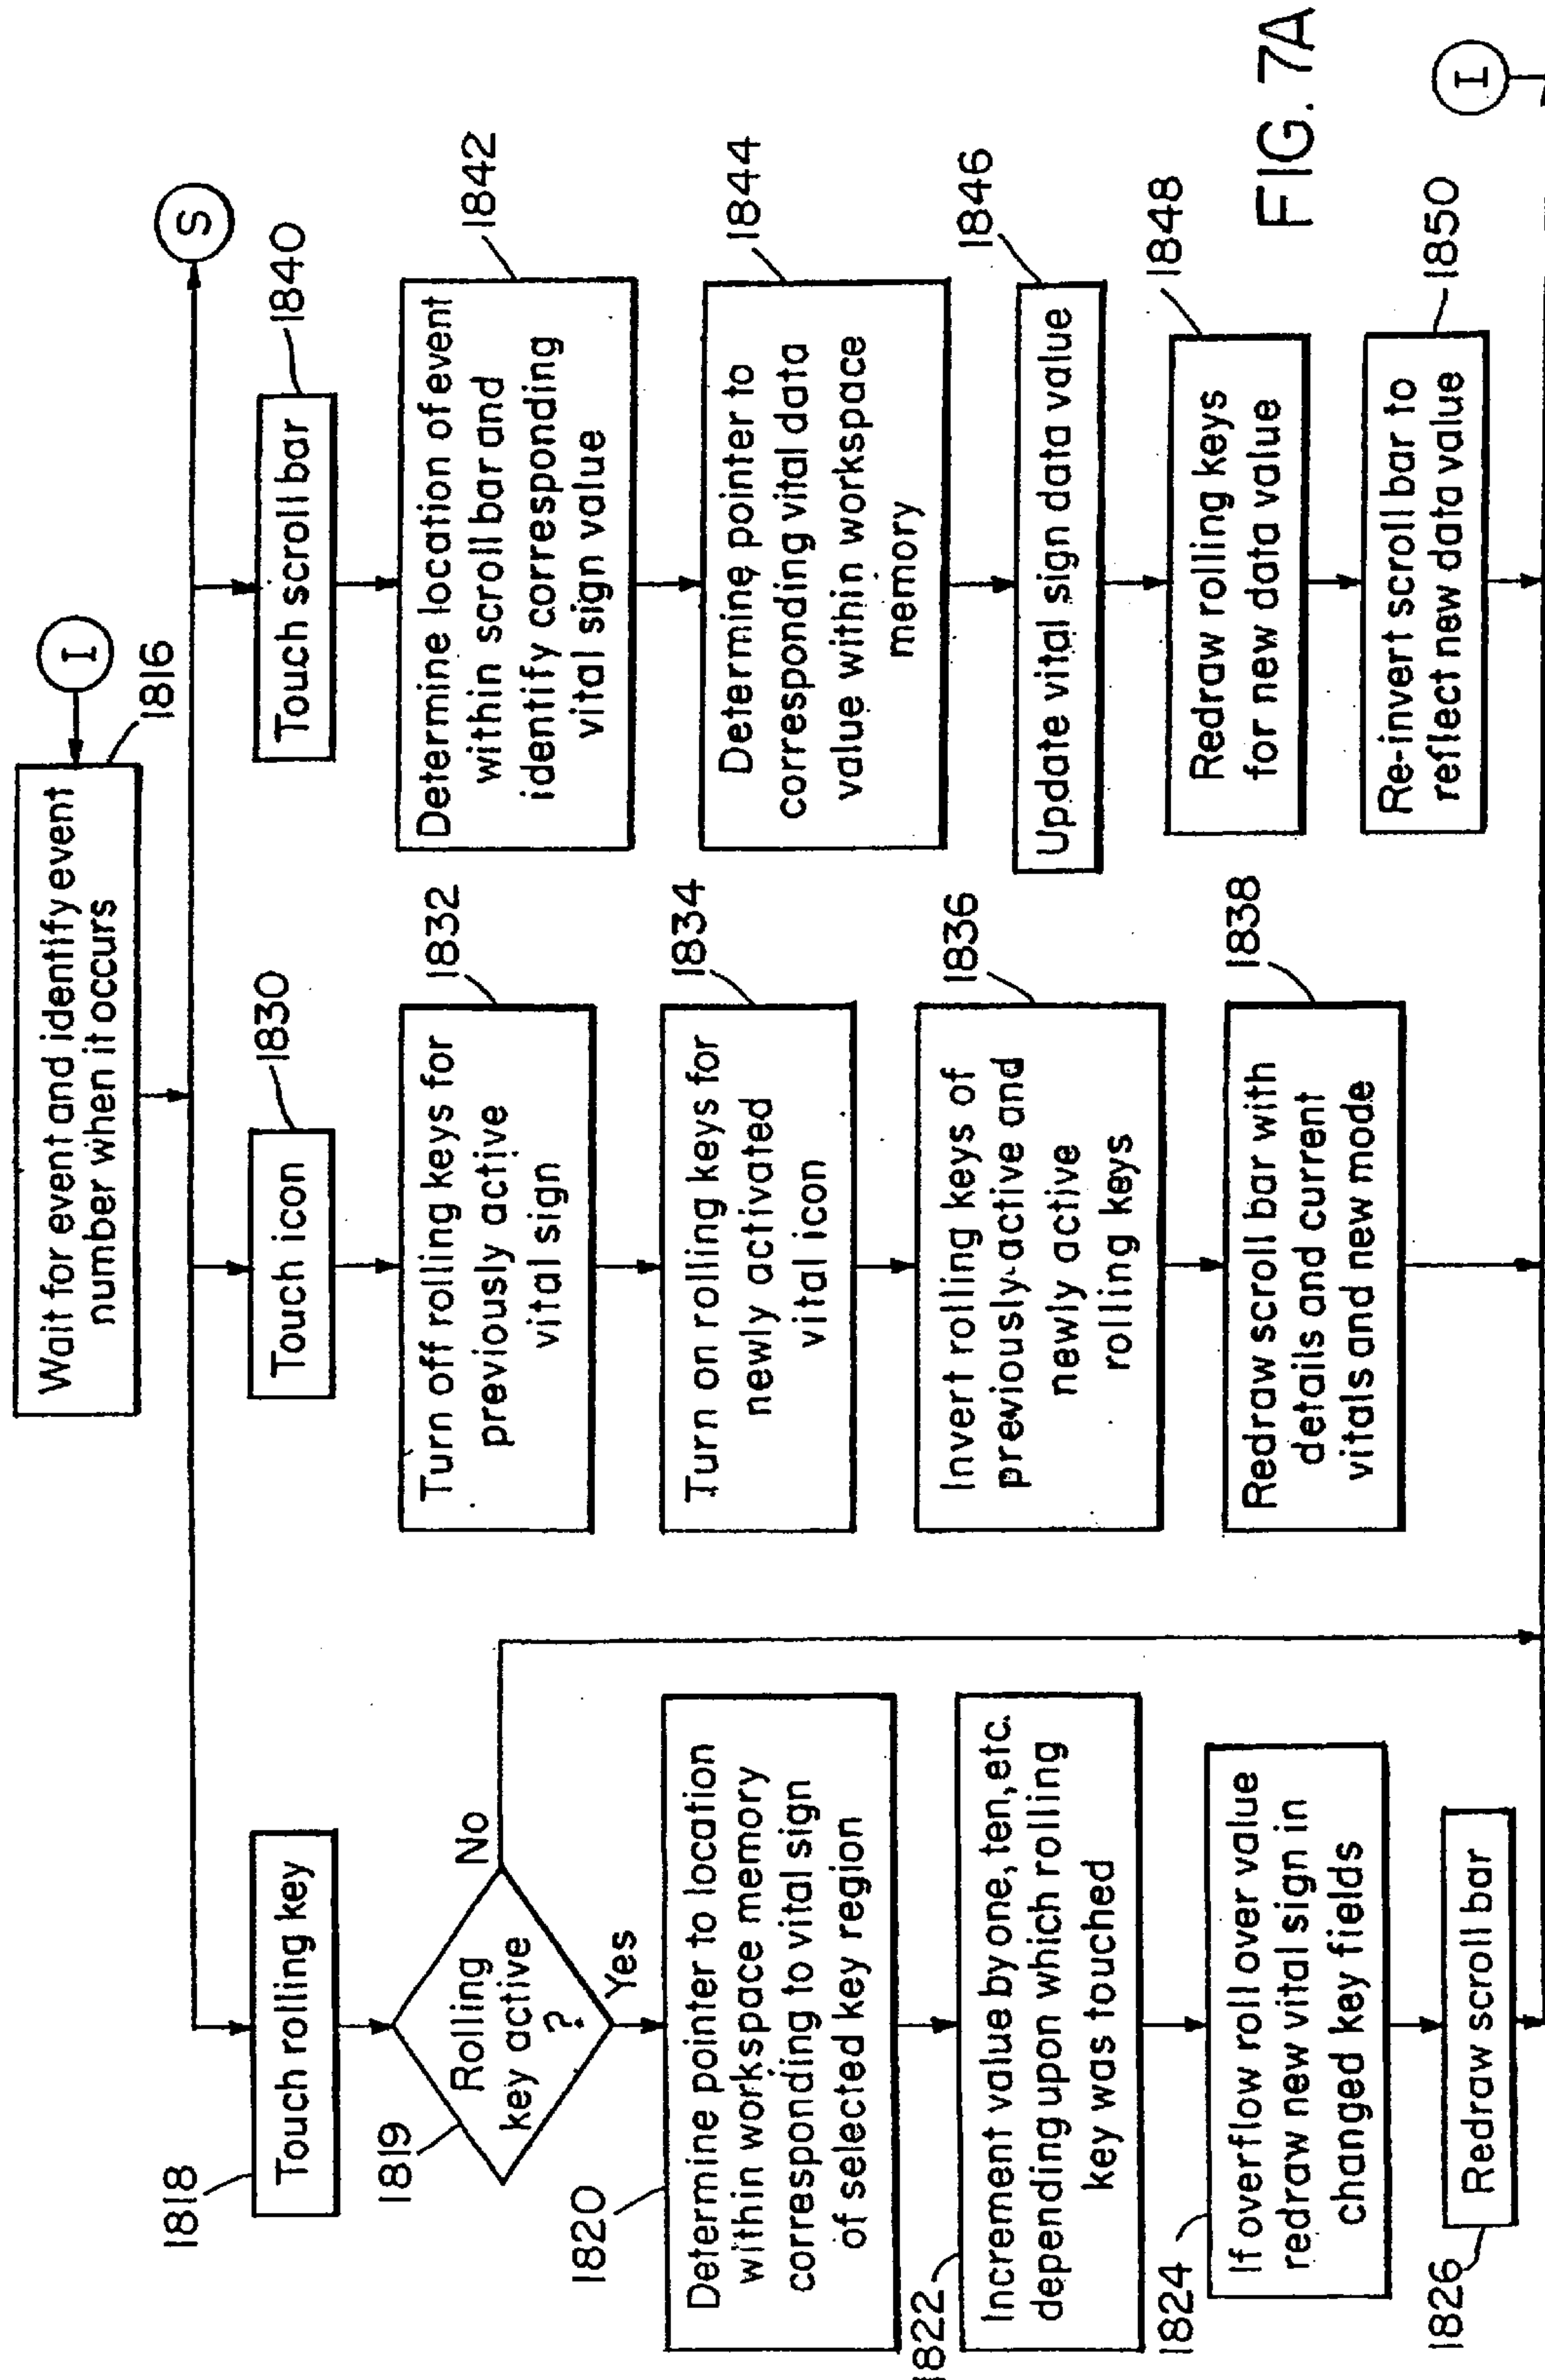 Wait for event and identify event
number when it occurs
1816
I
S
1818
Touch rolling key
1819
Rolling
key active
?
No
Yes
1820
Determine pointer to location
within workspace memory
corresponding to vital sign
of selected key region
1822
Increment value by one, ten, etc.
depending upon which rolling
key was touched
1824
If overflow roll over value
redraw new vital sign in
changed key fields
1826
Redraw scroll bar
1830
Touch icon
1832
Turn off rolling keys for
previously active
vital sign
1834
Turn on rolling keys for
newly activated
vital icon
1836
Invert rolling keys of
previously-active and
newly active
rolling keys
1838
Redraw scroll bar with
details and current
vitals and new mode
1840
Touch scroll bar
1842
Determine location of event
within scroll bar and
identify corresponding
vital sign value
1844
Determine pointer to
corresponding vital data
value within workspace
memory
1846
Update vital sign data value
1848
Redraw rolling keys
for new data value
1850
Re-invert scroll bar to
reflect new data value
I
FIG. 7A